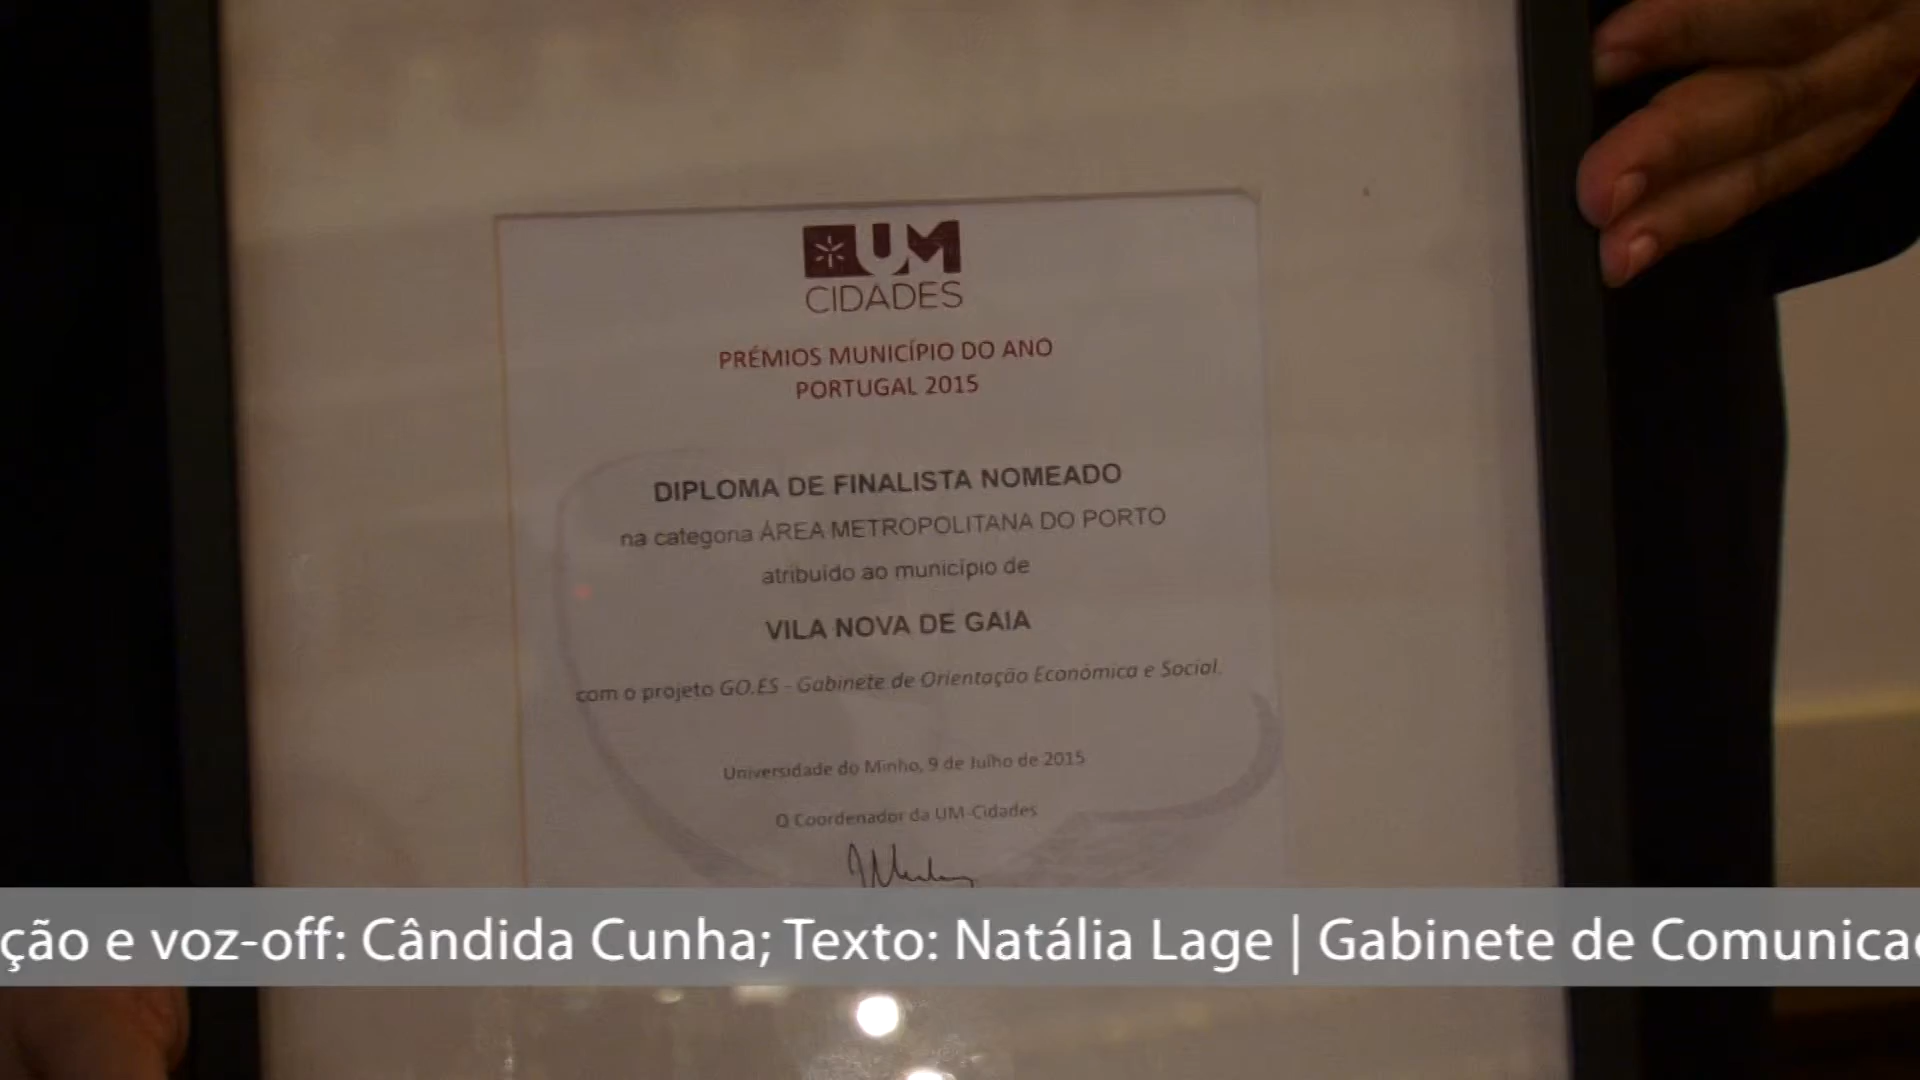 UM
CIDADES
PRÉMIOS MUNICÍPIO DO ANO
PORTUGAL 2015
DIPLOMA DE FINALISTA NOMEADO
na categoria ÁREA METROPOLITANA DO PORTO
atribuído ao município de
VILA NOVA DE GAIA
com o projeto GO.ES - Gabinete de Orientação Económica e Social.
Universidade do Minho, 9 de Julho de 2015
O Coordenador da UM-Cidades
ção e voz-off: Cândida Cunha; Texto: Natália Lage | Gabinete de Comunicaç